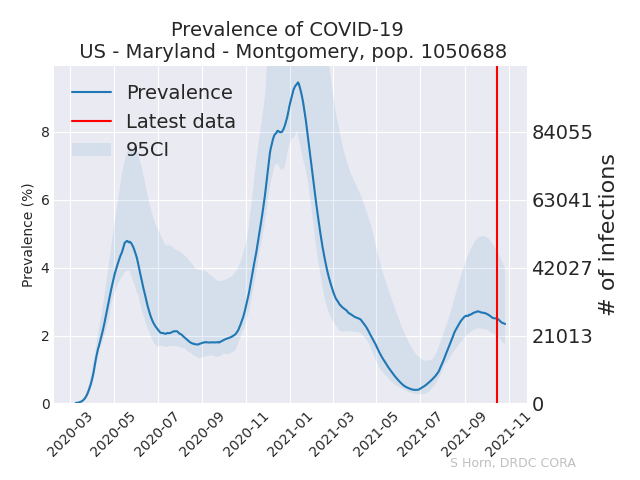 Prevalence of COVID-19
US - Maryland - Montgomery, pop. 1050688
Prevalence
Latest data
95CI
Prevalence (%)
8
6
4
2
0
84055
63041
42027
21013
0
# of infections
2020-03
2020-05
2020-07
2020-09
2020-11
2021-01
2021-03
2021-05
2021-07
2021-09
2021-11
S Horn, DRDC CORA